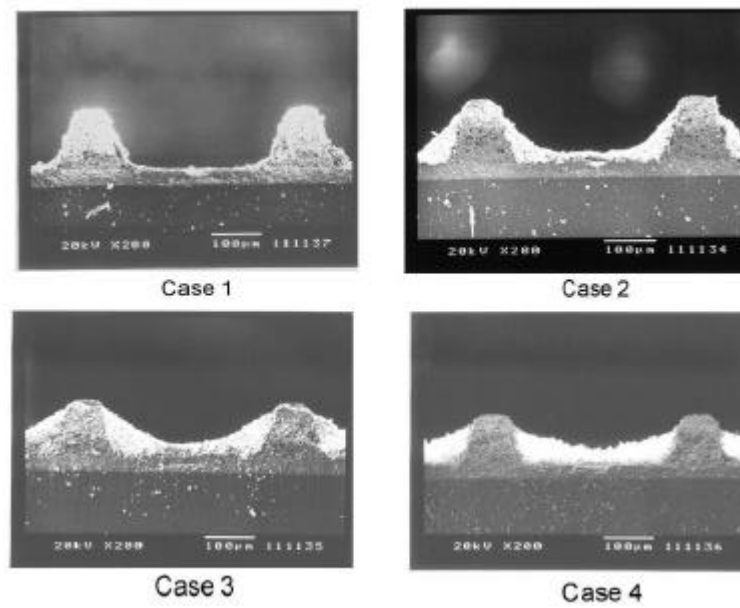 20kV X200 100μm 111137
Case 1
20kV X200 100μm 111134
Case 2
20kV X200 100μm 111135
Case 3
20kV X200 100μm 111136
Case 4